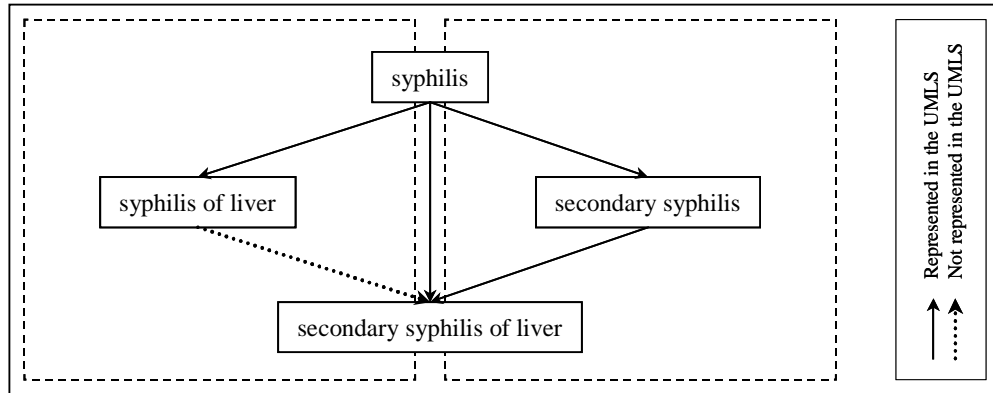 syphilis
syphilis of liver
secondary syphilis
secondary syphilis of liver
Represented in the UMLS
Not represented in the UMLS